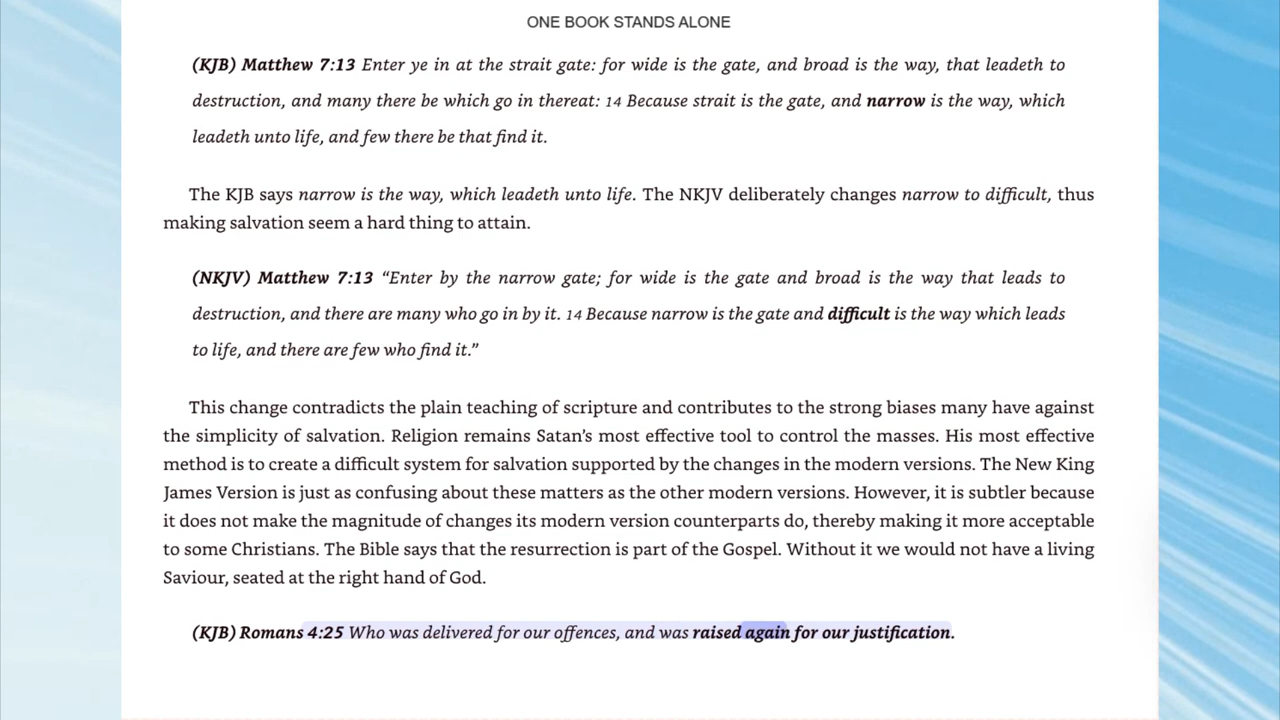 ONE BOOK STANDS ALONE
(KJB) Matthew 7:13 Enter ye in at the strait gate: for wide is the gate, and broad is the way, that leadeth to
destruction, and many there be which go in thereat: 14 Because strait is the gate, and narrow is the way, which
leadeth unto life, and few there be that find it.
The KJB says narrow is the way, which leadeth unto life. The NKJV deliberately changes narrow to difficult, thus
making salvation seem a hard thing to attain.
(NKJV) Matthew 7:13 “Enter by the narrow gate; for wide is the gate and broad is the way that leads to
destruction, and there are many who go in by it. 14 Because narrow is the gate and difficult is the way which leads
to life, and there are few who find it.”
This change contradicts the plain teaching of scripture and contributes to the strong biases many have against
the simplicity of salvation. Religion remains Satan’s most effective tool to control the masses. His most effective
method is to create a difficult system for salvation supported by the changes in the modern versions. The New King
James Version is just as confusing about these matters as the other modern versions. However, it is subtler because
it does not make the magnitude of changes its modern version counterparts do, thereby making it more acceptable
to some Christians. The Bible says that the resurrection is part of the Gospel. Without it we would not have a living
Saviour, seated at the right hand of God.
(KJB) Romans 4:25 Who was delivered for our offences, and was raised again for our justification.